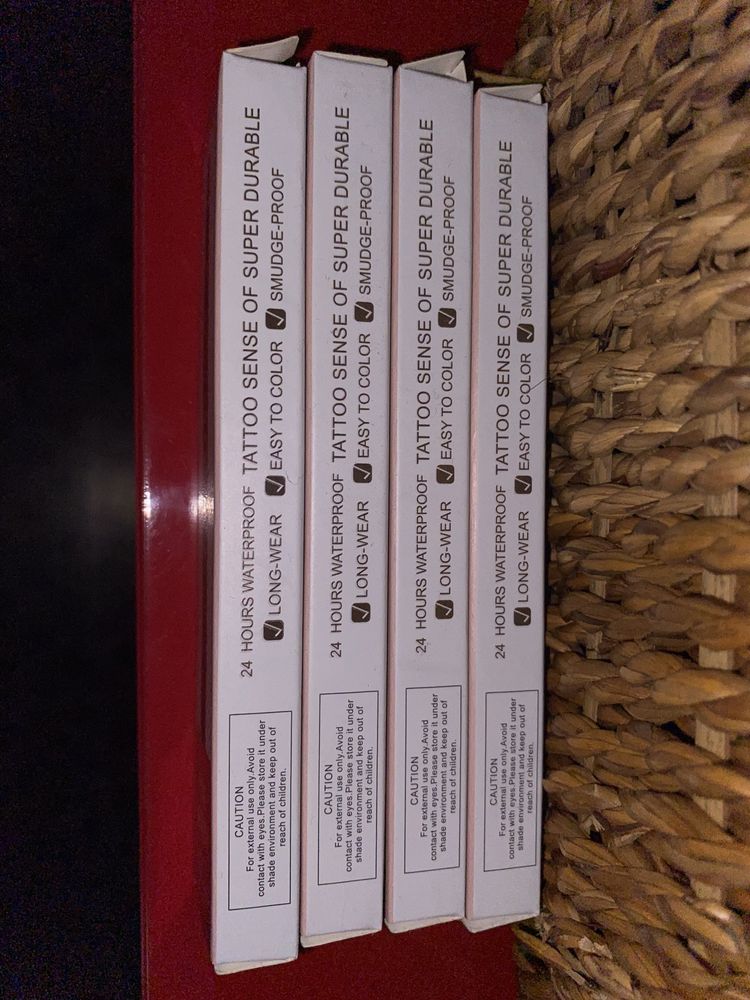 24 HOURS WATERPROOF TATTOO SENSE OF SUPER DURABLE
LONG-WEAR EASY TO COLOR SMUDGE-PROOF
CAUTION
For external use only.Avoid
contact with eyes.Please store it under
shade environment and keep out of
reach of children.
24 HOURS WATERPROOF TATTOO SENSE OF SUPER DURABLE
LONG-WEAR EASY TO COLOR SMUDGE-PROOF
CAUTION
For external use only.Avoid
contact with eyes.Please store it under
shade environment and keep out of
reach of children.
24 HOURS WATERPROOF TATTOO SENSE OF SUPER DURABLE
LONG-WEAR EASY TO COLOR SMUDGE-PROOF
CAUTION
For external use only.Avoid
contact with eyes.Please store it under
shade environment and keep out of
reach of children.
24 HOURS WATERPROOF TATTOO SENSE OF SUPER DURABLE
LONG-WEAR EASY TO COLOR SMUDGE-PROOF
CAUTION
For external use only.Avoid
contact with eyes.Please store it under
shade environment and keep out of
reach of children.